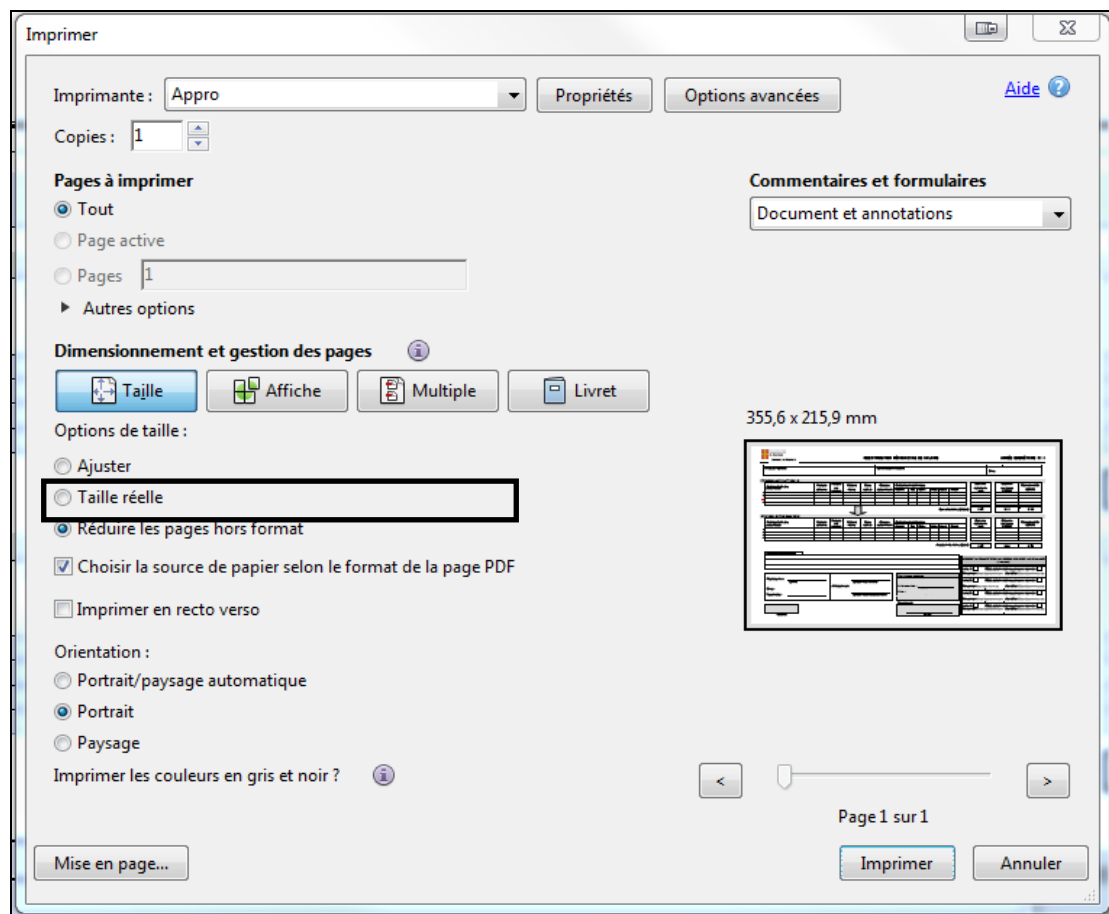 Imprimer
Imprimante : Appro Propriétés Options avancées Aide
Copies : 1
Pages à imprimer Commentaires et formulaires
Tout Document et annotations
Page active
Pages 1
Autres options
Dimensionnement et gestion des pages
Taille Affiche Multiple Livret
355,6 x 215,9 mm
Options de taille :
Ajuster
Taille réelle
Réduire les pages hors format
Choisir la source de papier selon le format de la page PDF
Imprimer en recto verso
Orientation :
Portrait/paysage automatique
Portrait
Paysage
Imprimer les couleurs en gris et noir ? < >
Page 1 sur 1
Mise en page... Imprimer Annuler